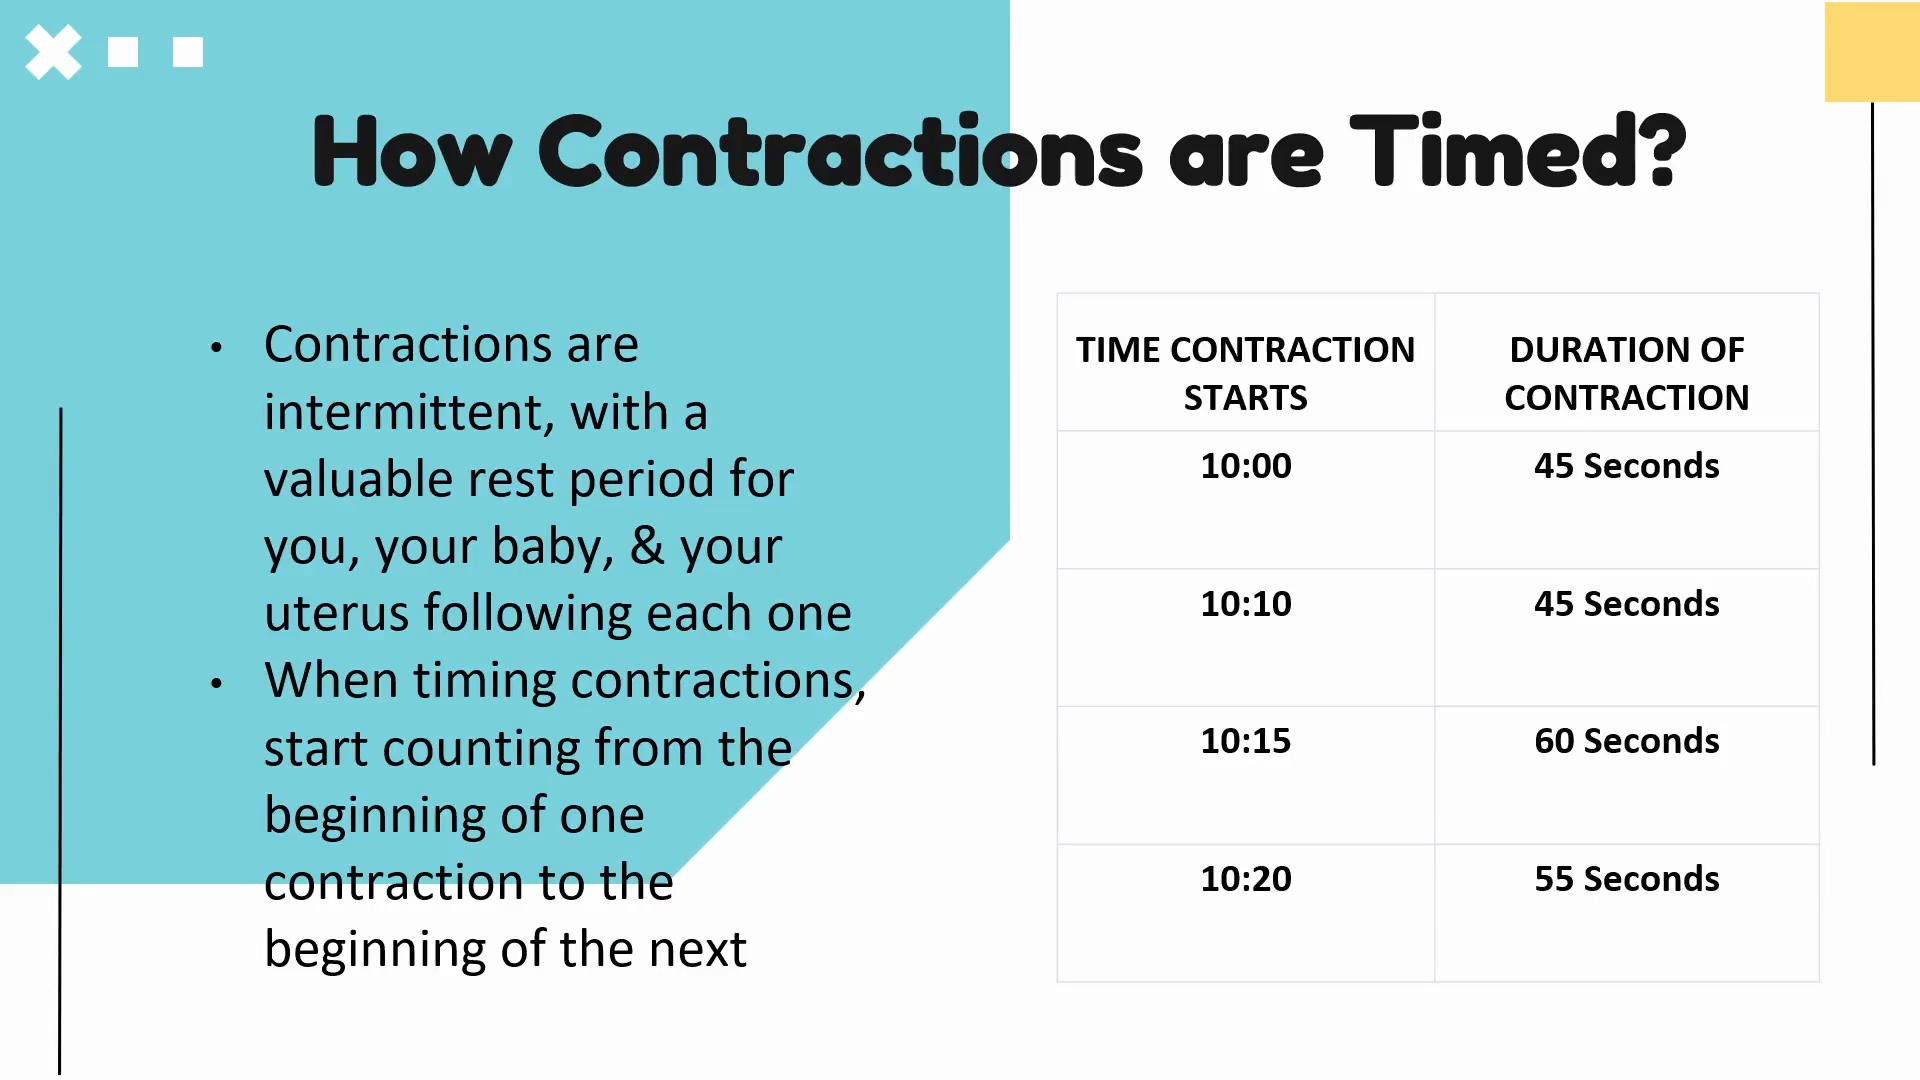 How Contractions are Timed?
• Contractions are
intermittent, with a
valuable rest period for
you, your baby, & your
uterus following each one
• When timing contractions,
start counting from the
beginning of one
contraction to the
beginning of the next
TIME CONTRACTION
STARTS
DURATION OF
CONTRACTION
10:00
45 Seconds
10:10
45 Seconds
10:15
60 Seconds
10:20
55 Seconds